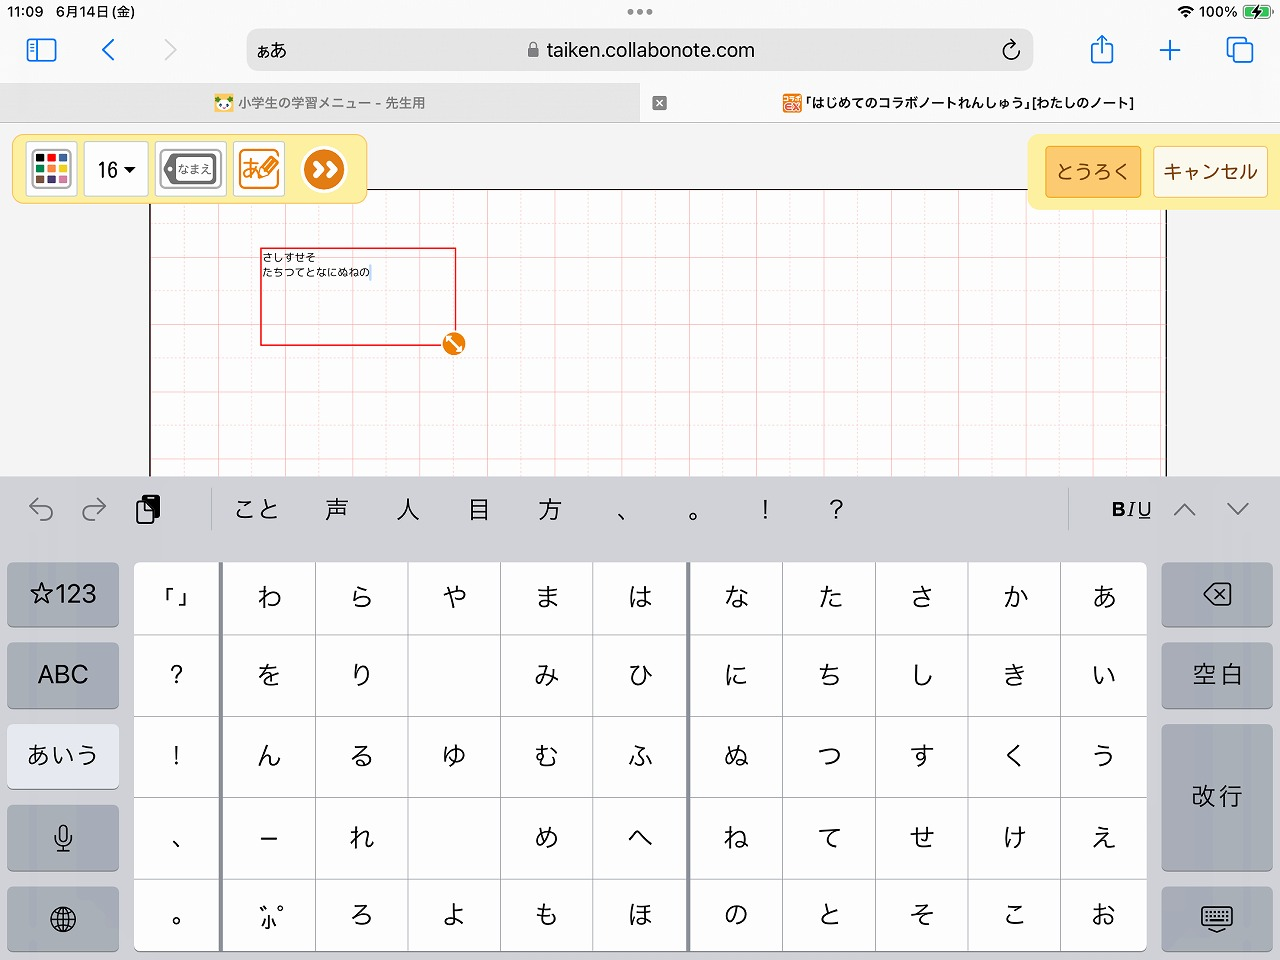 11:09 6月14日(金)
100%
ぁあ
taiken.collabonote.com
小学生の学習メニュー - 先生用
「はじめてのコラボノートれんしゅう」[わたしのノート]
16
なまえ
あ
とうろく
キャンセル
さしすせそ
たちつてとなにぬねの
こと 声 人 目 方 、 。 ! ?
BIU
☆123
「」 わ ら や ま は な た さ か あ
ABC
? を り み ひ に ち し き い
空白
あいう
! ん る ゆ む ふ ぬ つ す く う
改行
、 ー れ め へ ね て せ け え
。 ゛゜小 ろ よ も ほ の と そ こ お